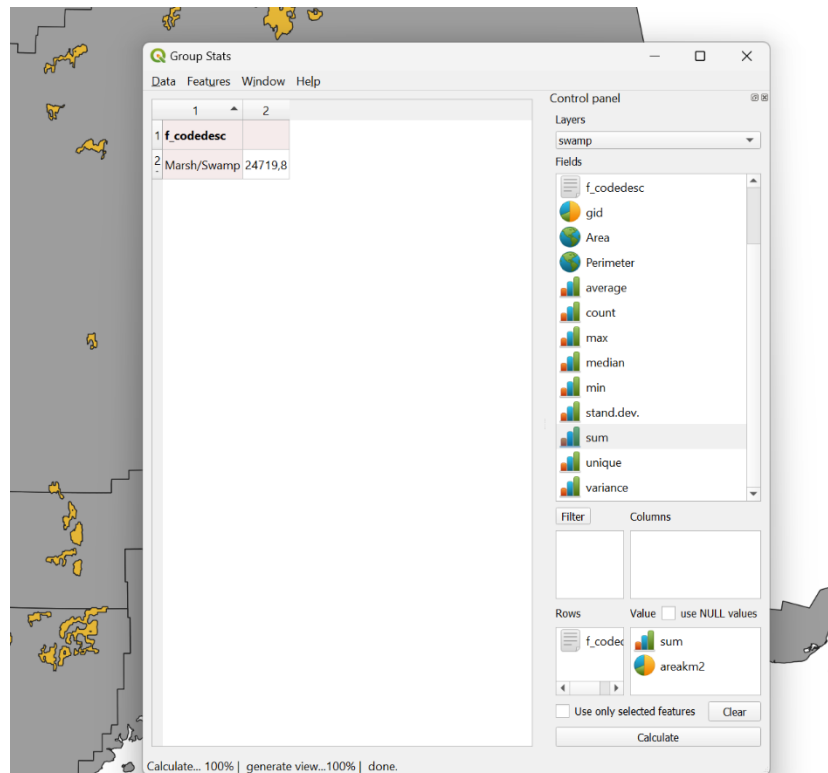 Group Stats
Data Features Window Help
1 2
1 f_codedesc
2 Marsh/Swamp 24719,8
Control panel
Layers
swamp
Fields
f_codedesc
gid
Area
Perimeter
average
count
max
median
min
stand.dev.
sum
unique
variance
Filter Columns
Rows Value use NULL values
f_codec sum
areakm2
Use only selected features Clear
Calculate
Calculate... 100% | generate view...100% | done.